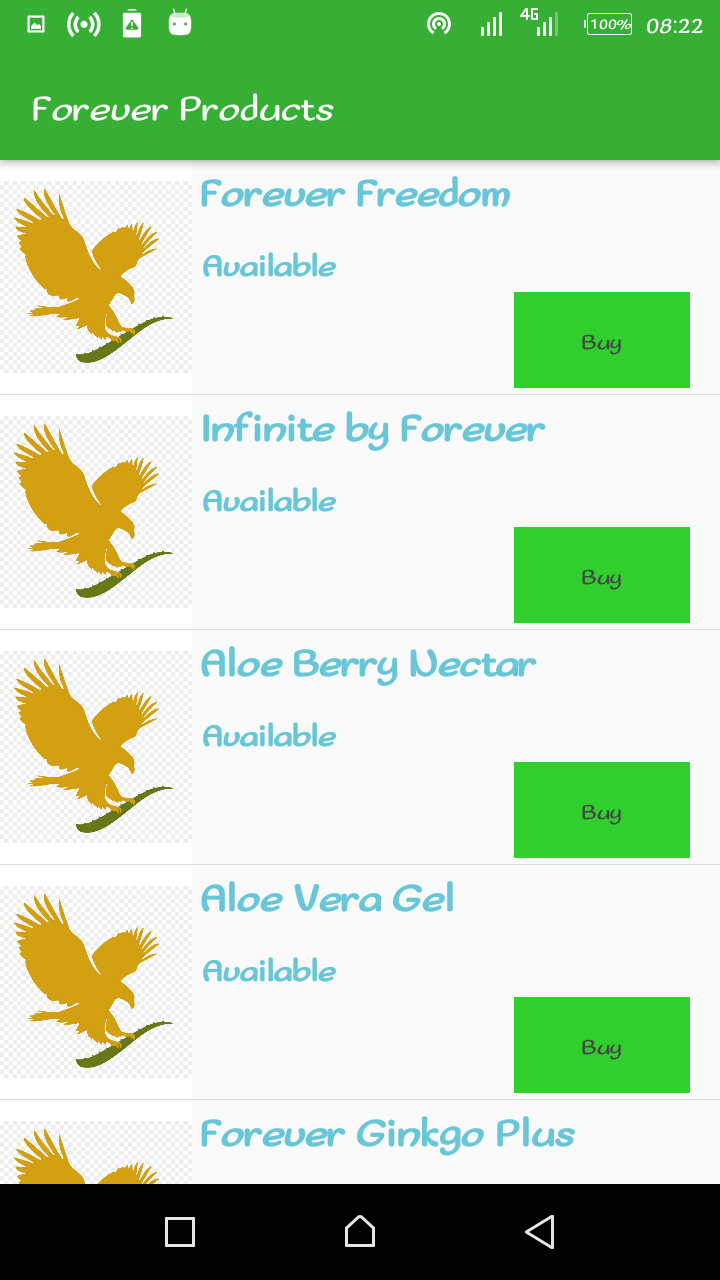 4G 100% 08:22
Forever Products
Forever Freedom
Available
Buy
Infinite by Forever
Available
Buy
Aloe Berry Nectar
Available
Buy
Aloe Vera Gel
Available
Buy
Forever Ginkgo Plus